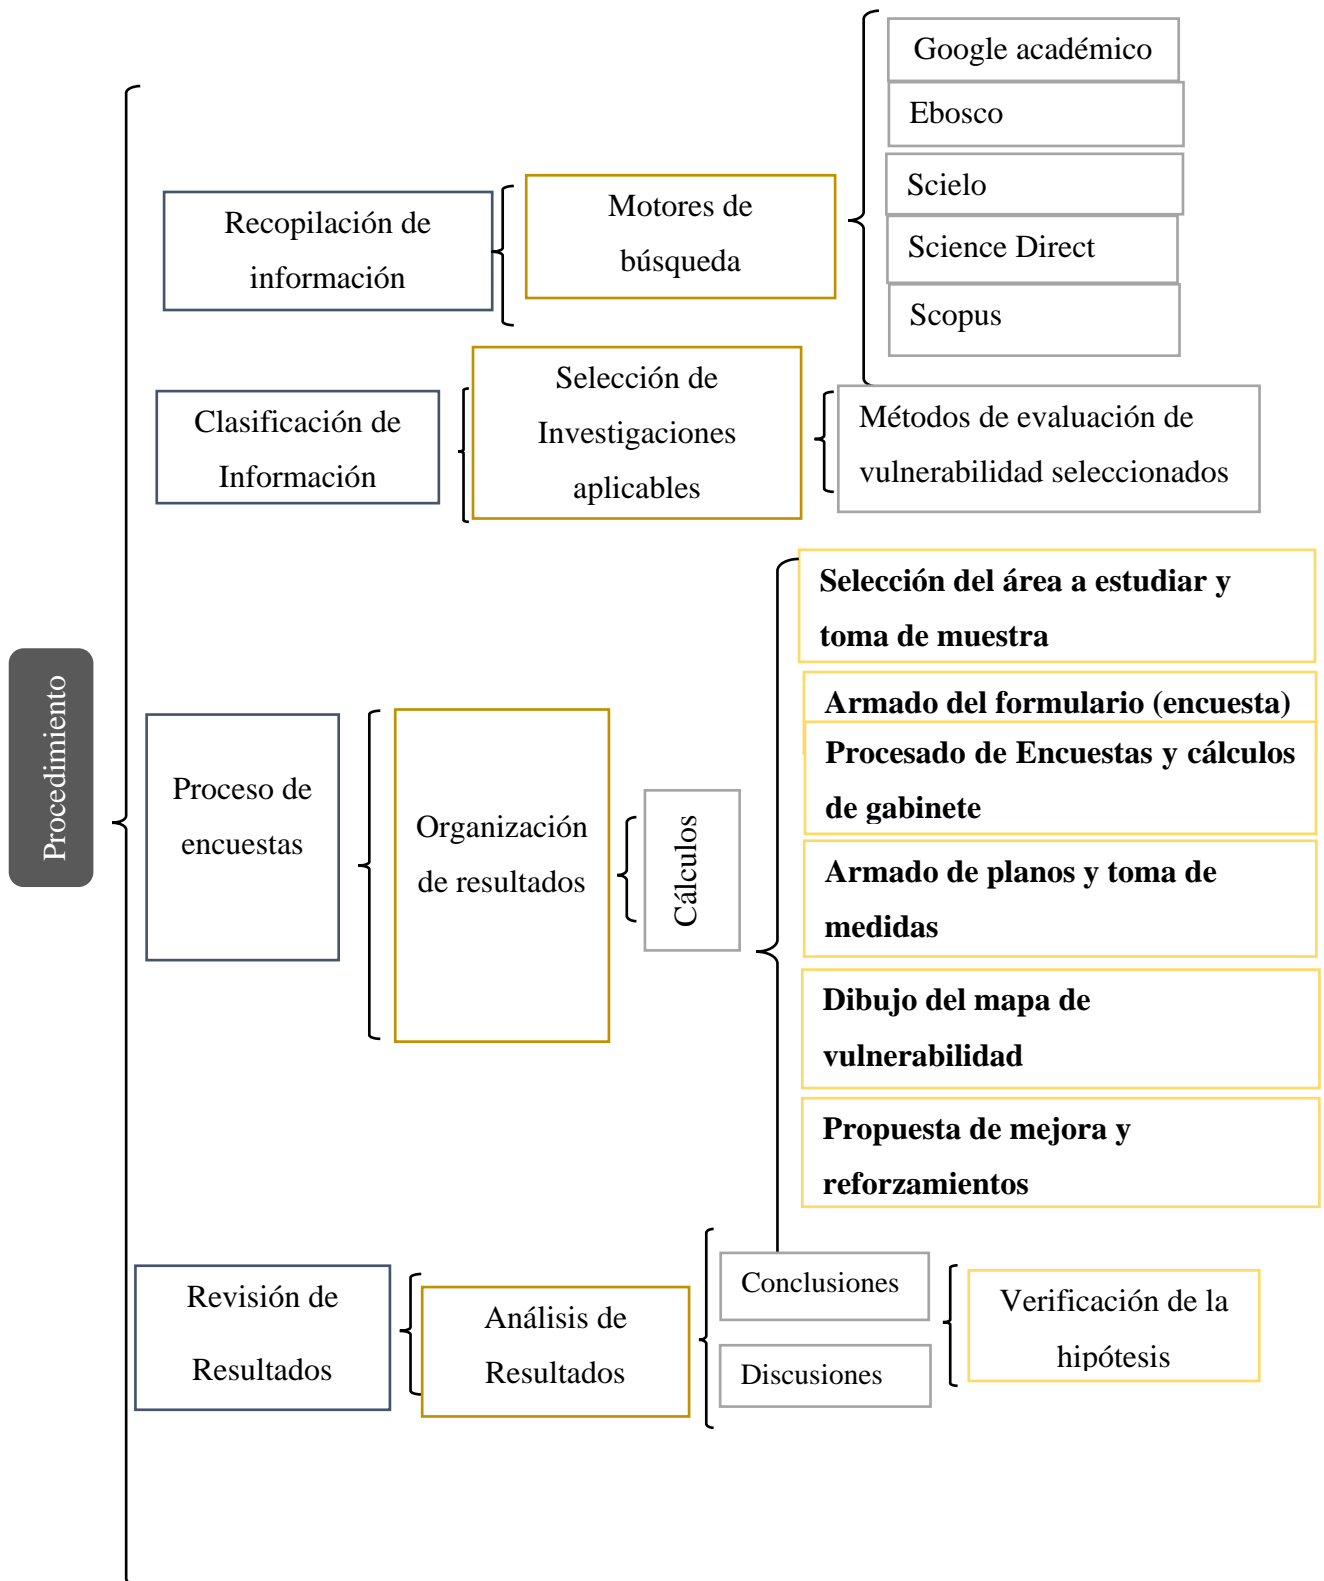 Procedimiento
Recopilación de
información
Motores de
búsqueda
Google académico
Ebosco
Scielo
Science Direct
Scopus
Clasificación de
Información
Selección de
Investigaciones
aplicables
Métodos de evaluación de
vulnerabilidad seleccionados
Proceso de
encuestas
Organización
de resultados
Cálculos
Selección del área a estudiar y
toma de muestra
Armado del formulario (encuesta)
Procesado de Encuestas y cálculos
de gabinete
Armado de planos y toma de
medidas
Dibujo del mapa de
vulnerabilidad
Propuesta de mejora y
reforzamientos
Revisión de
Resultados
Análisis de
Resultados
Conclusiones
Discusiones
Verificación de la
hipótesis